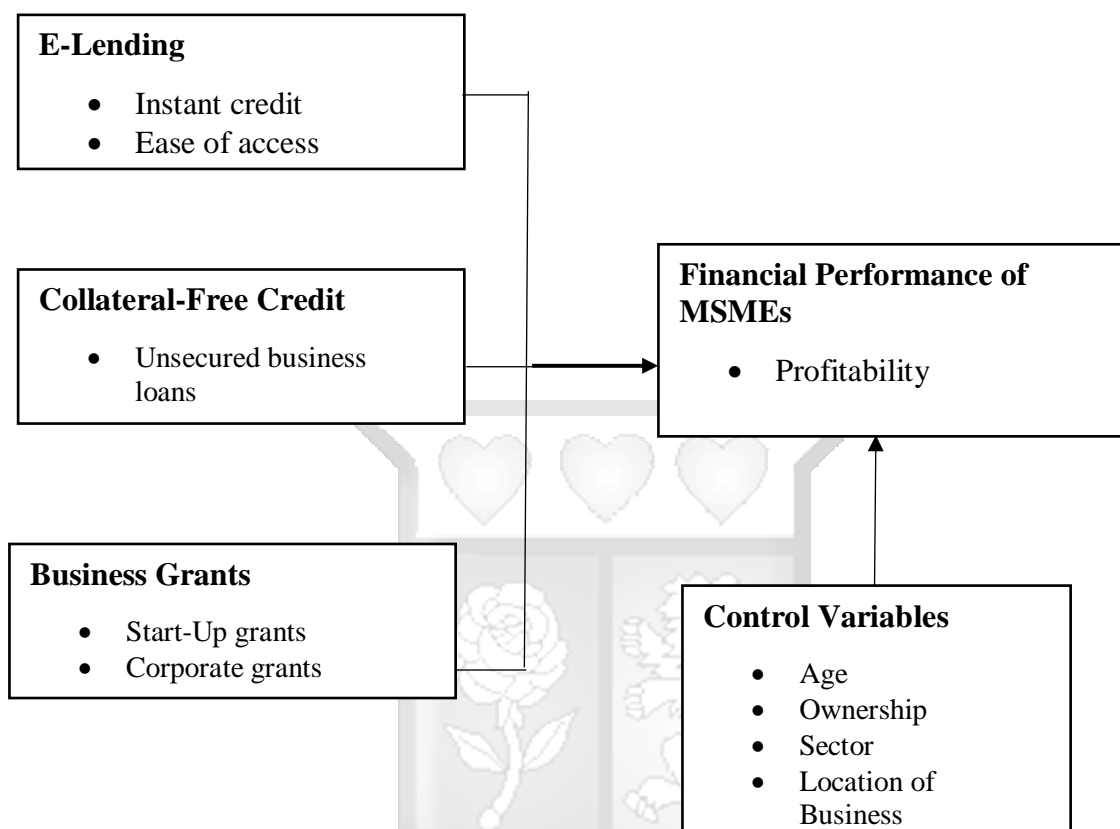 E-Lending
• Instant credit
• Ease of access
Collateral-Free Credit
• Unsecured business
loans
Business Grants
• Start-Up grants
• Corporate grants
Financial Performance of
MSMEs
• Profitability
Control Variables
• Age
• Ownership
• Sector
• Location of
Business